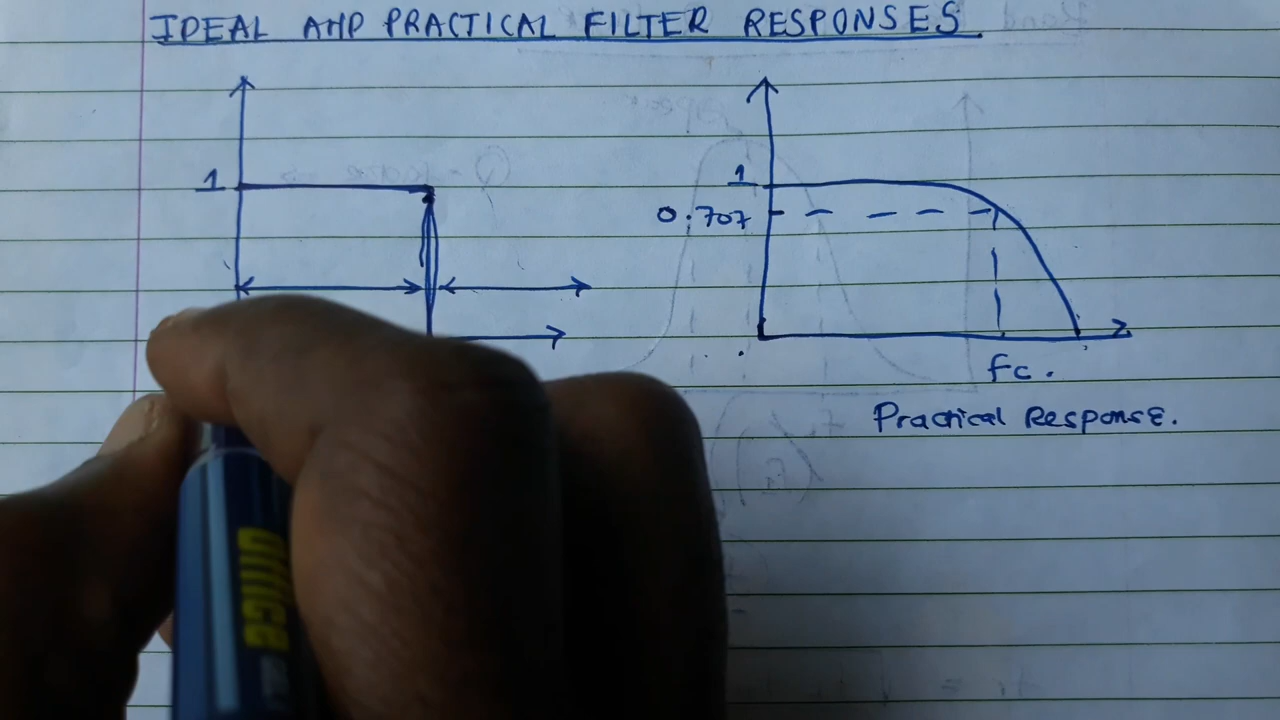 IDEAL AND PRACTICAL FILTER RESPONSES
1
1
0.707
fc.
Practical Response.